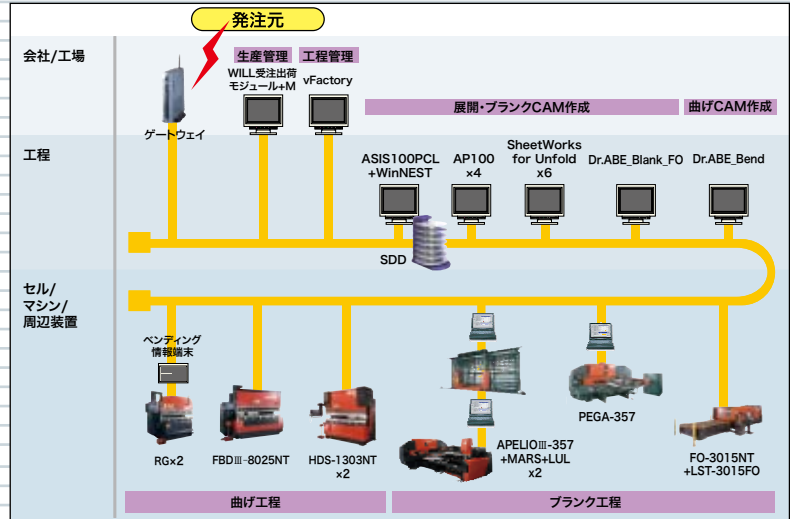 発注元
会社/工場
生産管理
工程管理
WILL受注出荷
モジュール+M
vFactory
展開・ブランクCAM作成
曲げCAM作成
ゲートウェイ
工程
ASIS100PCL
+WinNEST
AP100
×4
SheetWorks
for Unfold
×6
Dr.ABE_Blank_FO
Dr.ABE_Bend
SDD
セル/
マシン/
周辺装置
ベンディング
情報端末
RG×2
FBDⅢ-8025NT
HDS-1303NT
×2
APELIOⅢ-357
+MARS+LUL
×2
PEGA-357
FO-3015NT
+LST-3015FO
曲げ工程
ブランク工程